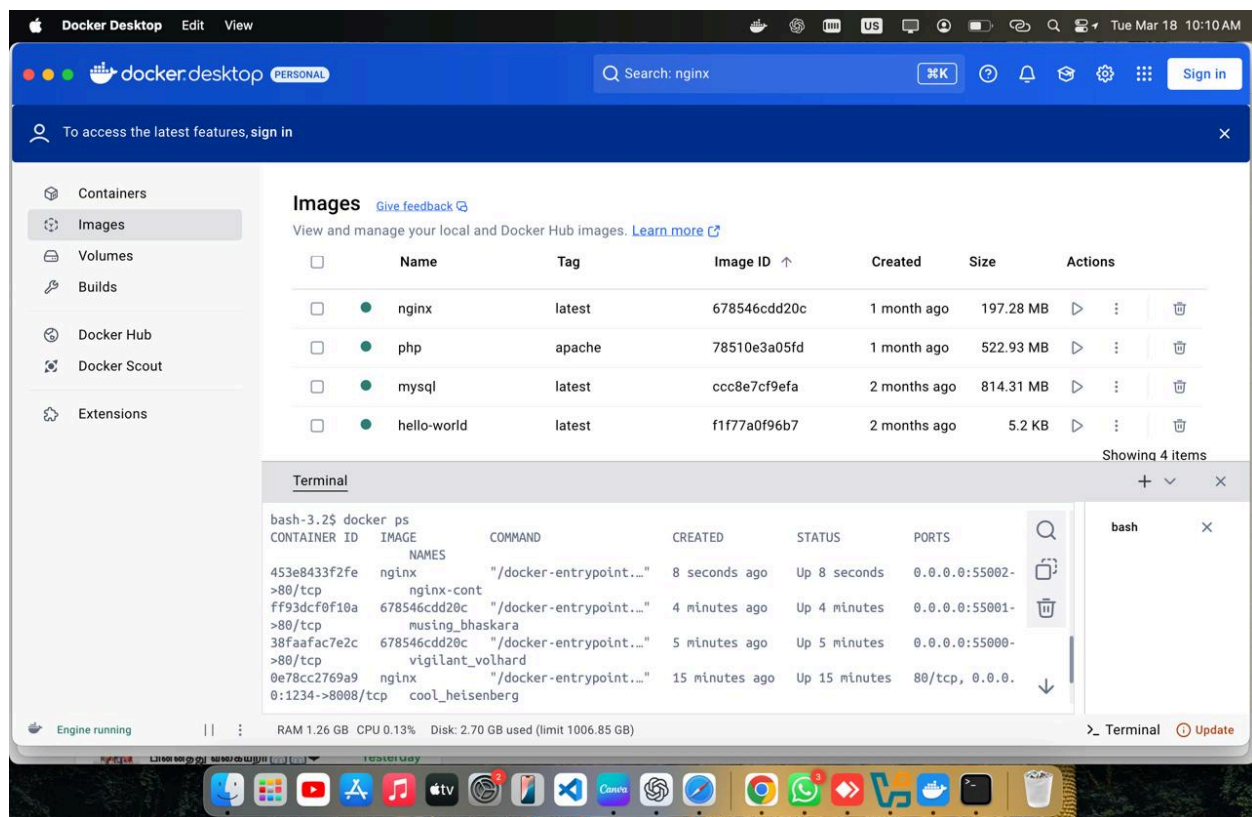 Docker Desktop Edit View US Tue Mar 18 10:10 AM
docker.desktop PERSONAL Search: nginx ⌘K Sign in
To access the latest features, sign in
Containers
Images
Volumes
Builds
Docker Hub
Docker Scout
Extensions
Images Give feedback
View and manage your local and Docker Hub images. Learn more
Name Tag Image ID Created Size Actions
nginx latest 678546cdd20c 1 month ago 197.28 MB
php apache 78510e3a05fd 1 month ago 522.93 MB
mysql latest ccc8e7cf9efa 2 months ago 814.31 MB
hello-world latest f1f77a0f96b7 2 months ago 5.2 KB
Showing 4 items
Terminal
bash-3.2$ docker ps
CONTAINER ID IMAGE COMMAND CREATED STATUS PORTS
NAMES
453e8433f2fe nginx "/docker-entrypoint.…" 8 seconds ago Up 8 seconds 0.0.0.0:55002-
>80/tcp nginx-cont
ff93dcf0f10a 678546cdd20c "/docker-entrypoint.…" 4 minutes ago Up 4 minutes 0.0.0.0:55001-
>80/tcp musing_bhaskara
38faafac7e2c 678546cdd20c "/docker-entrypoint.…" 5 minutes ago Up 5 minutes 0.0.0.0:55000-
>80/tcp vigilant_volhard
0e78cc2769a9 nginx "/docker-entrypoint.…" 15 minutes ago Up 15 minutes 80/tcp, 0.0.0.
0:1234->8008/tcp cool_heisenberg
bash
Engine running RAM 1.26 GB CPU 0.13% Disk: 2.70 GB used (limit 1006.85 GB) >_ Terminal Update
Yesterday
tv 2 Canva 3